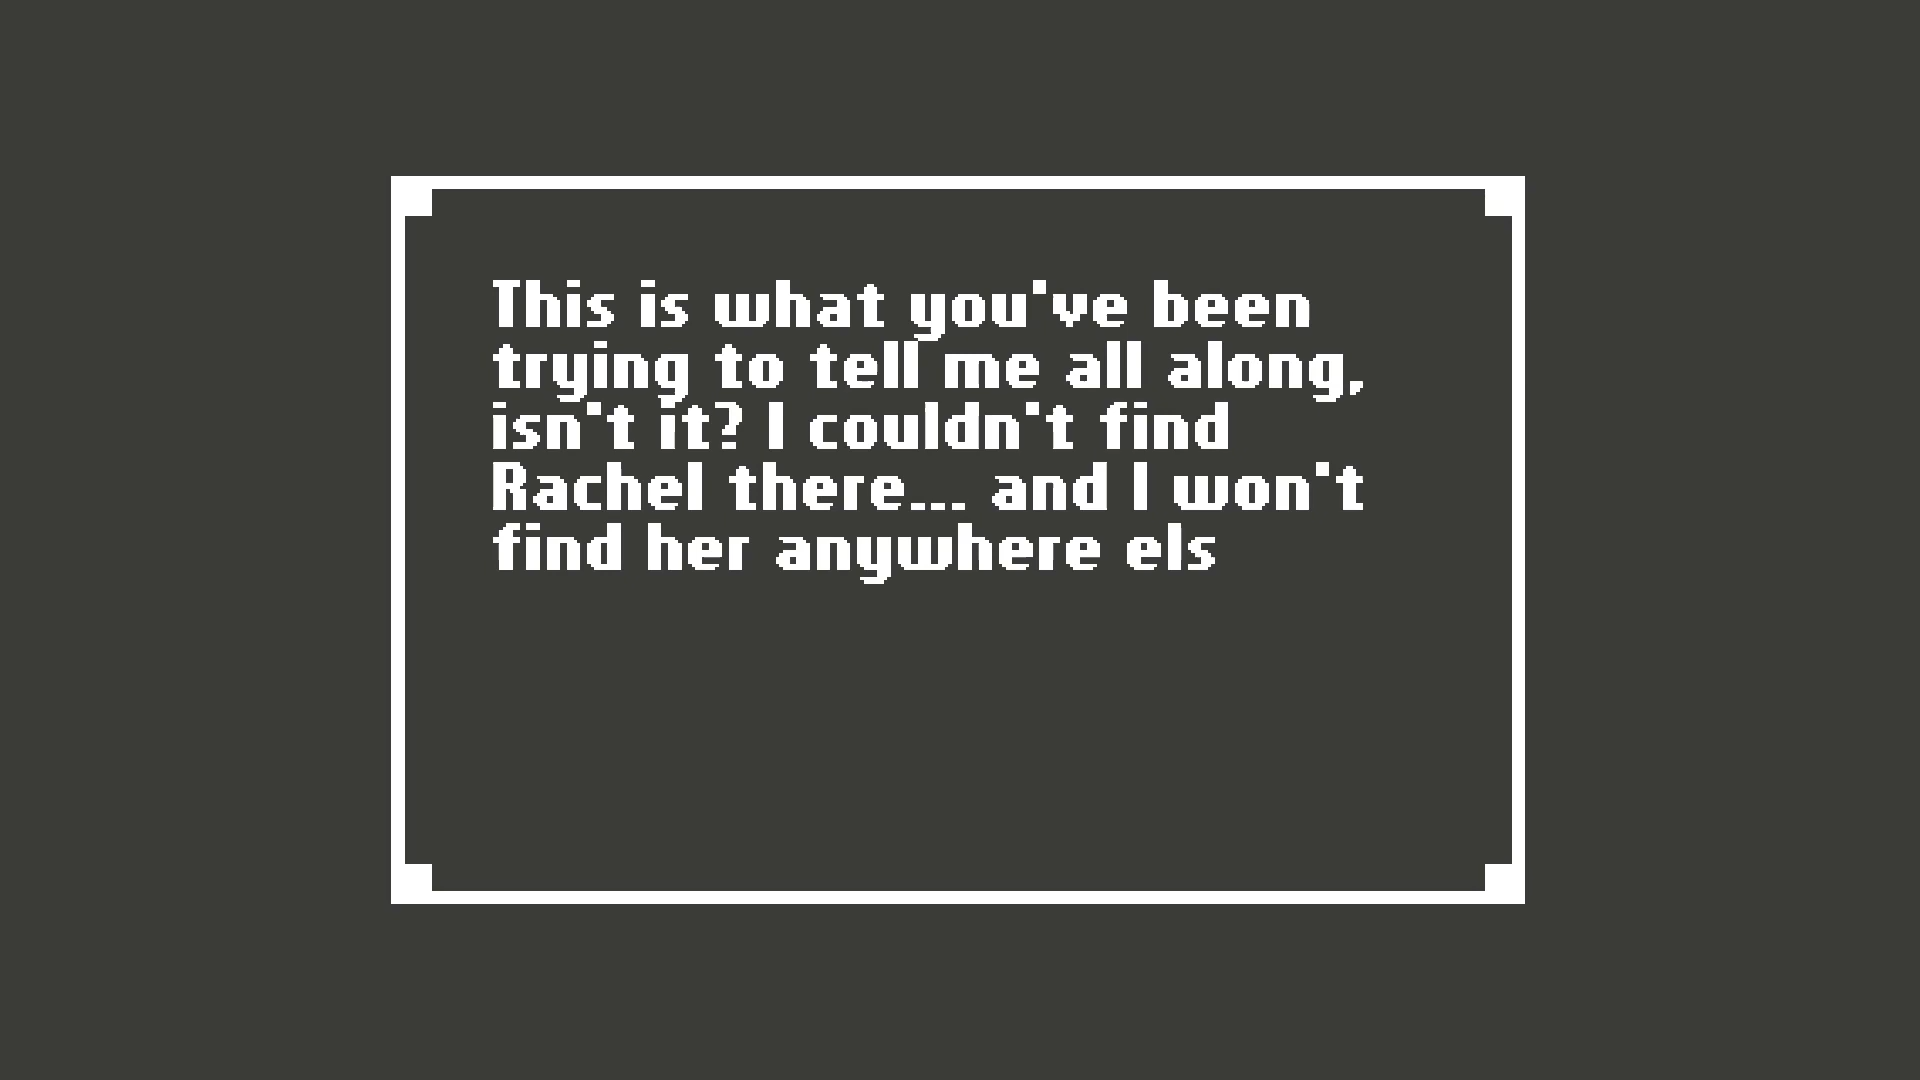 This is what you've been
trying to tell me all along,
isn't it? I couldn't find
Rachel there... and I won't
find her anywhere els